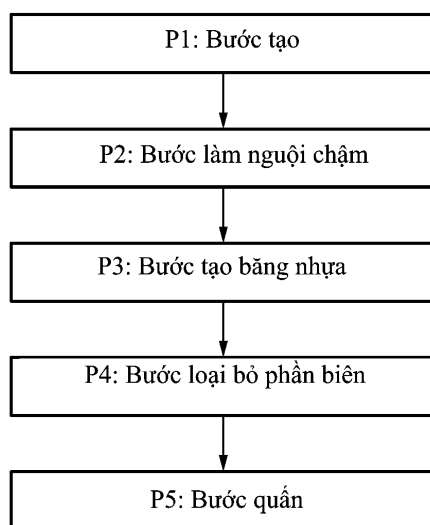 P1: Bước tạo
P2: Bước làm nguội chậm
P3: Bước tạo băng nhựa
P4: Bước loại bỏ phần biên
P5: Bước quấn